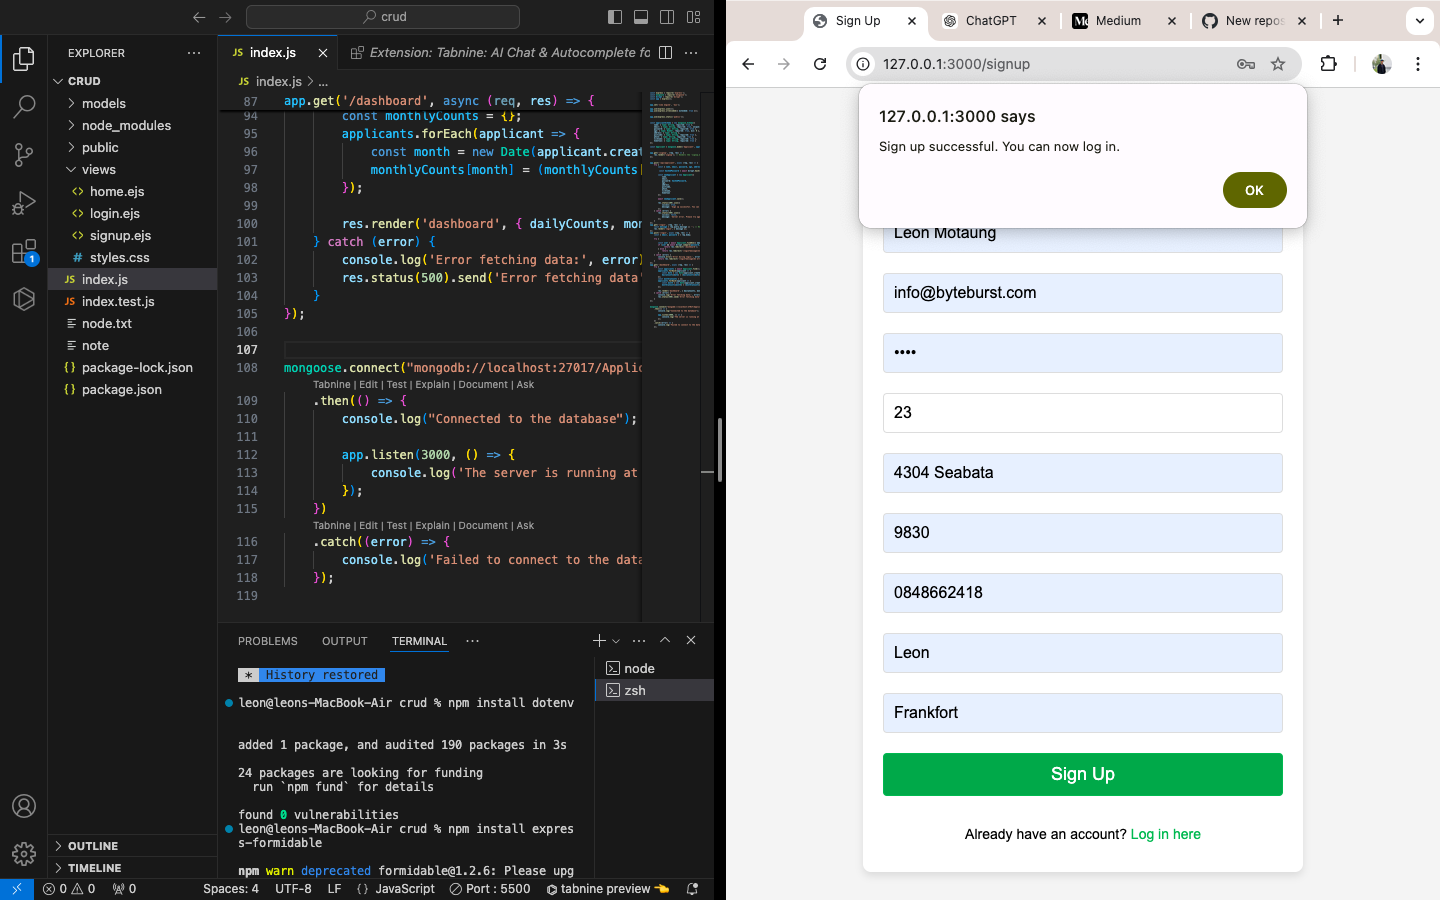 crud
EXPLORER
CRUD
models
node_modules
public
views
home.ejs
login.ejs
signup.ejs
styles.css
index.js
index.test.js
node.txt
note
package-lock.json
package.json
OUTLINE
TIMELINE
JS index.js
Extension: Tabnine: AI Chat & Autocomplete fo
JS index.js > ...
87 app.get('/dashboard', async (req, res) => {
94 const monthlyCounts = {};
95 applicants.forEach(applicant => {
96 const month = new Date(applicant.creat
97 monthlyCounts[month] = (monthlyCounts[
98 });
99
100 res.render('dashboard', { dailyCounts, mon
101 } catch (error) {
102 console.log('Error fetching data:', error)
103 res.status(500).send('Error fetching data'
104 }
105 });
106
107
108 mongoose.connect("mongodb://localhost:27017/Applic
Tabnine | Edit | Test | Explain | Document | Ask
109 .then(() => {
110 console.log("Connected to the database");
111
112 app.listen(3000, () => {
113 console.log('The server is running at
114 });
115 })
Tabnine | Edit | Test | Explain | Document | Ask
116 .catch((error) => {
117 console.log('Failed to connect to the data
118 });
119
PROBLEMS OUTPUT TERMINAL
* History restored
leon@leons-MacBook-Air crud % npm install dotenv
added 1 package, and audited 190 packages in 3s
24 packages are looking for funding
run `npm fund` for details
found 0 vulnerabilities
leon@leons-MacBook-Air crud % npm install expres
s-formidable
npm warn deprecated formidable@1.2.6: Please upg
node
zsh
1
0 0 0 Spaces: 4 UTF-8 LF {} JavaScript Port : 5500 tabnine preview
Sign Up
ChatGPT
Medium
New repos
127.0.0.1:3000/signup
127.0.0.1:3000 says
Sign up successful. You can now log in.
OK
Leon Motaung
info@byteburst.com
••••
23
4304 Seabata
9830
0848662418
Leon
Frankfort
Sign Up
Already have an account? Log in here